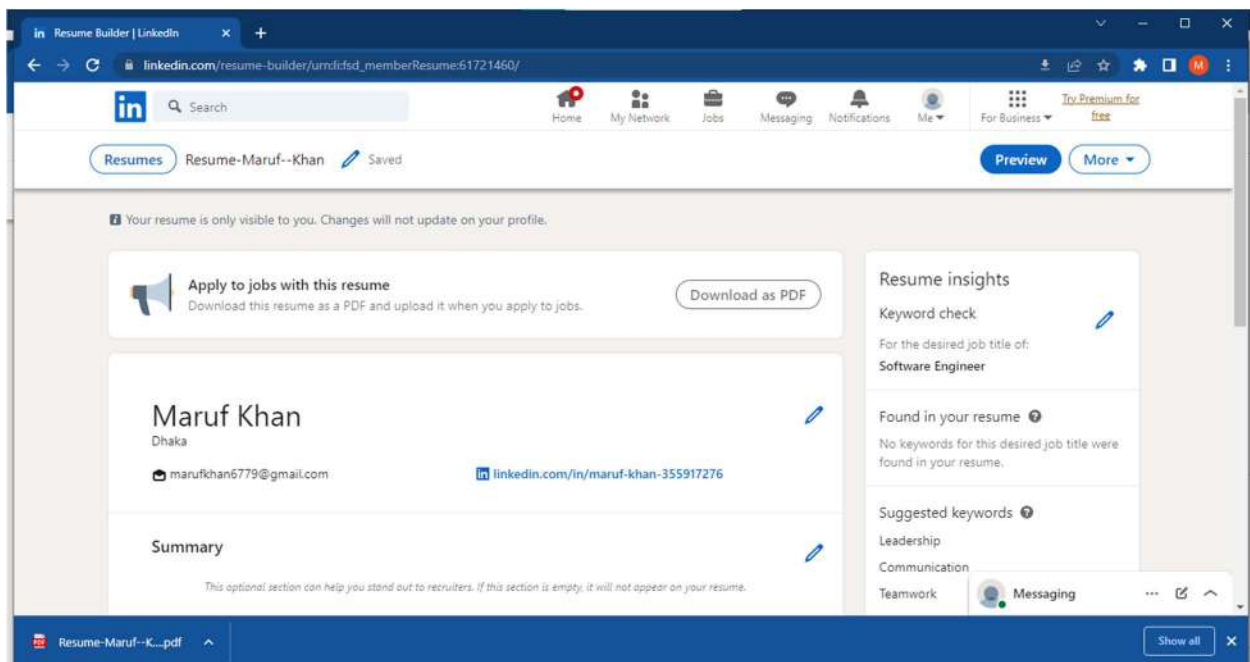 in Resume Builder | LinkedIn
linkedin.com/resume-builder/urn:li:fsd_memberResume:61721460/
M
in
Search
Home
My Network
Jobs
Messaging
Notifications
Me
For Business
Try Premium for
free
Resumes
Resume-Maruf--Khan
Saved
Preview
More
Your resume is only visible to you. Changes will not update on your profile.
Apply to jobs with this resume
Download this resume as a PDF and upload it when you apply to jobs.
Download as PDF
Maruf Khan
Dhaka
marufkhan6779@gmail.com
in linkedin.com/in/maruf-khan-355917276
Summary
This optional section can help you stand out to recruiters. If this section is empty, it will not appear on your resume.
Resume insights
Keyword check
For the desired job title of:
Software Engineer
Found in your resume
No keywords for this desired job title were
found in your resume.
Suggested keywords
Leadership
Communication
Teamwork
Messaging
PDF
Resume-Maruf--K....pdf
Show all